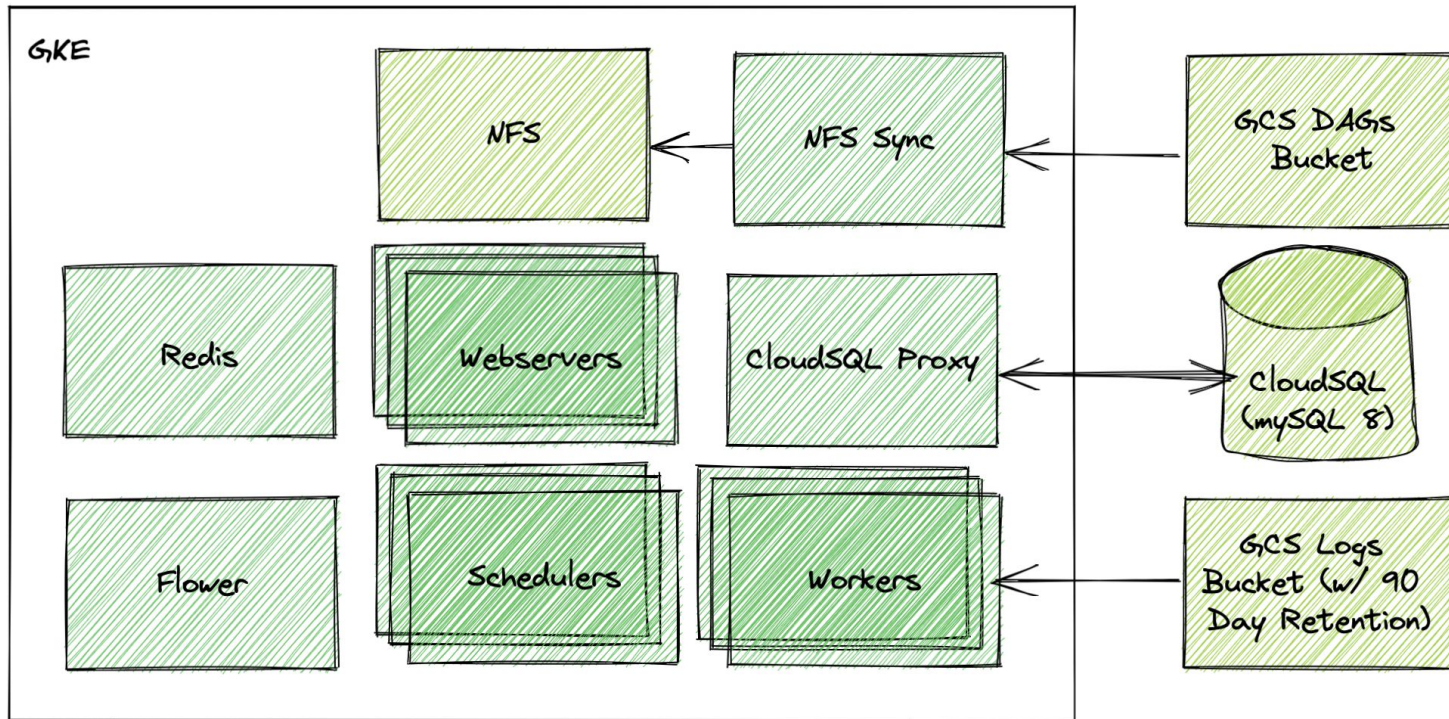 GKE
NFS
NFS Sync
GCS DAGs
Bucket
Redis
Webservers
CloudSQL Proxy
CloudSQL
(mySQL 8)
Flower
Schedulers
Workers
GCS Logs
Bucket (w/ 90
Day Retention)